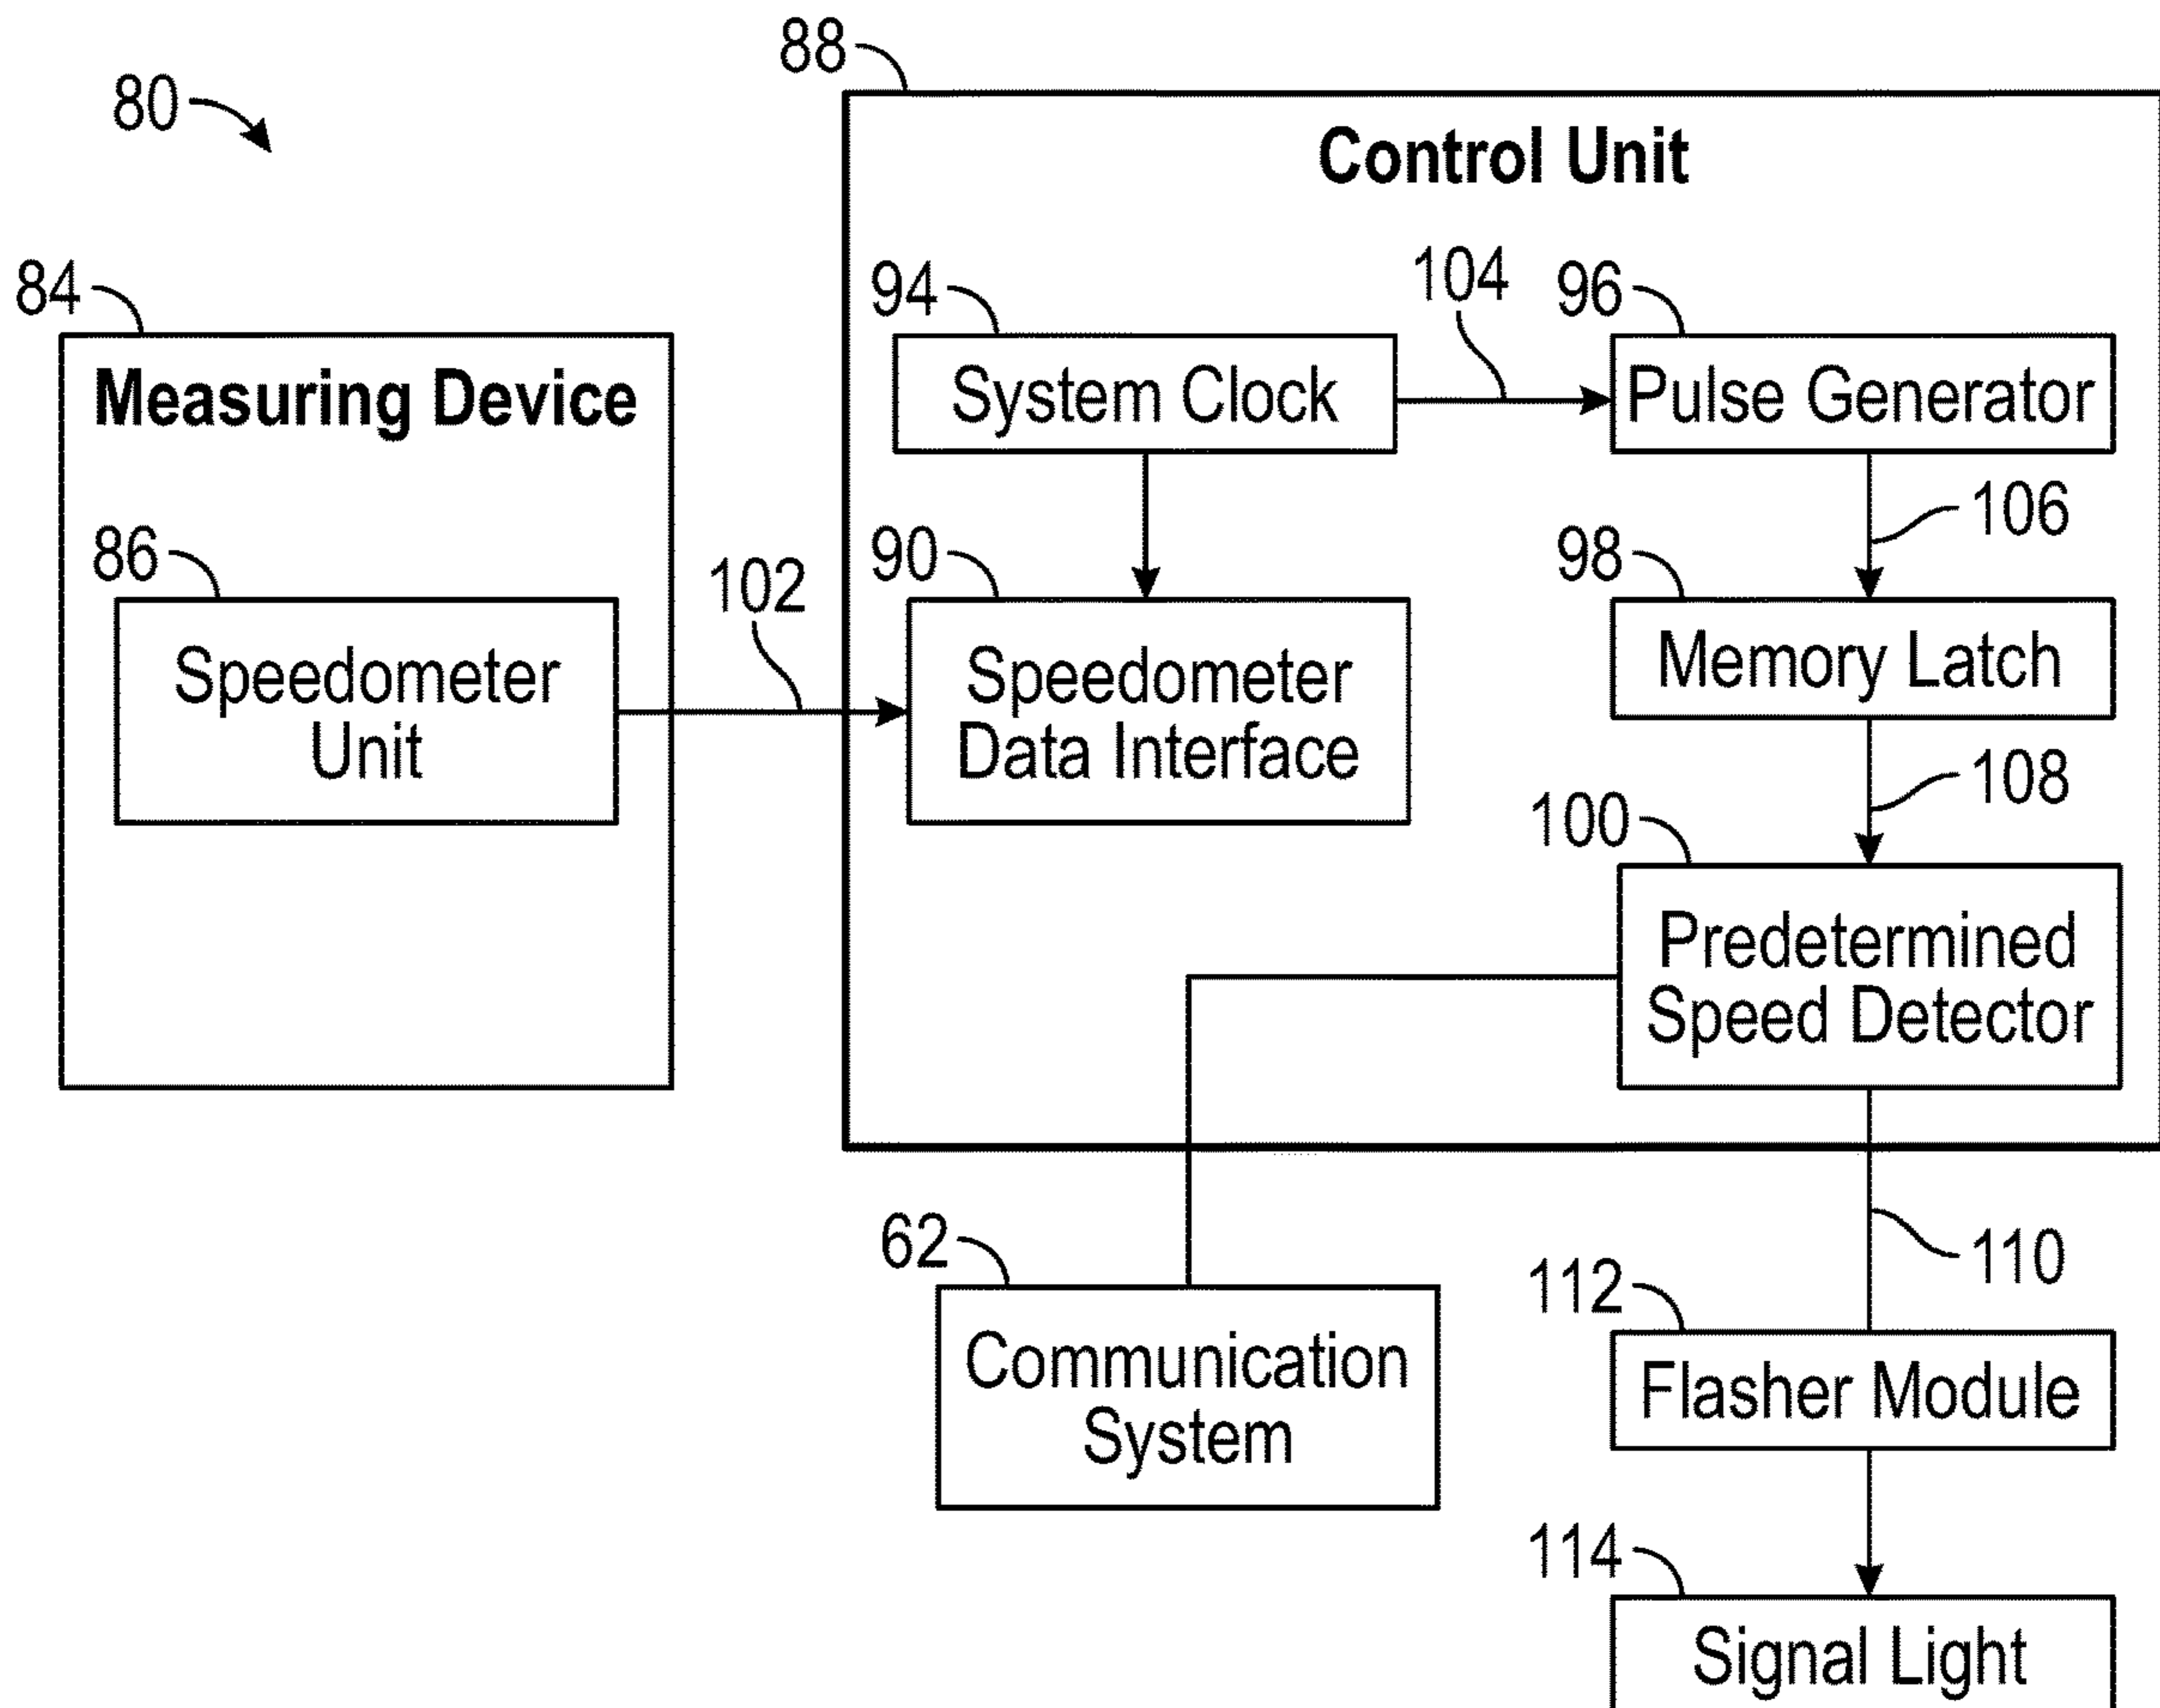 80
88
Control Unit
84
Measuring Device
94
System Clock
104
96
Pulse Generator
106
86
Speedometer
Unit
102
90
Speedometer
Data Interface
98
Memory Latch
108
100
Predetermined
Speed Detector
110
62
Communication
System
112
Flasher Module
114
Signal Light